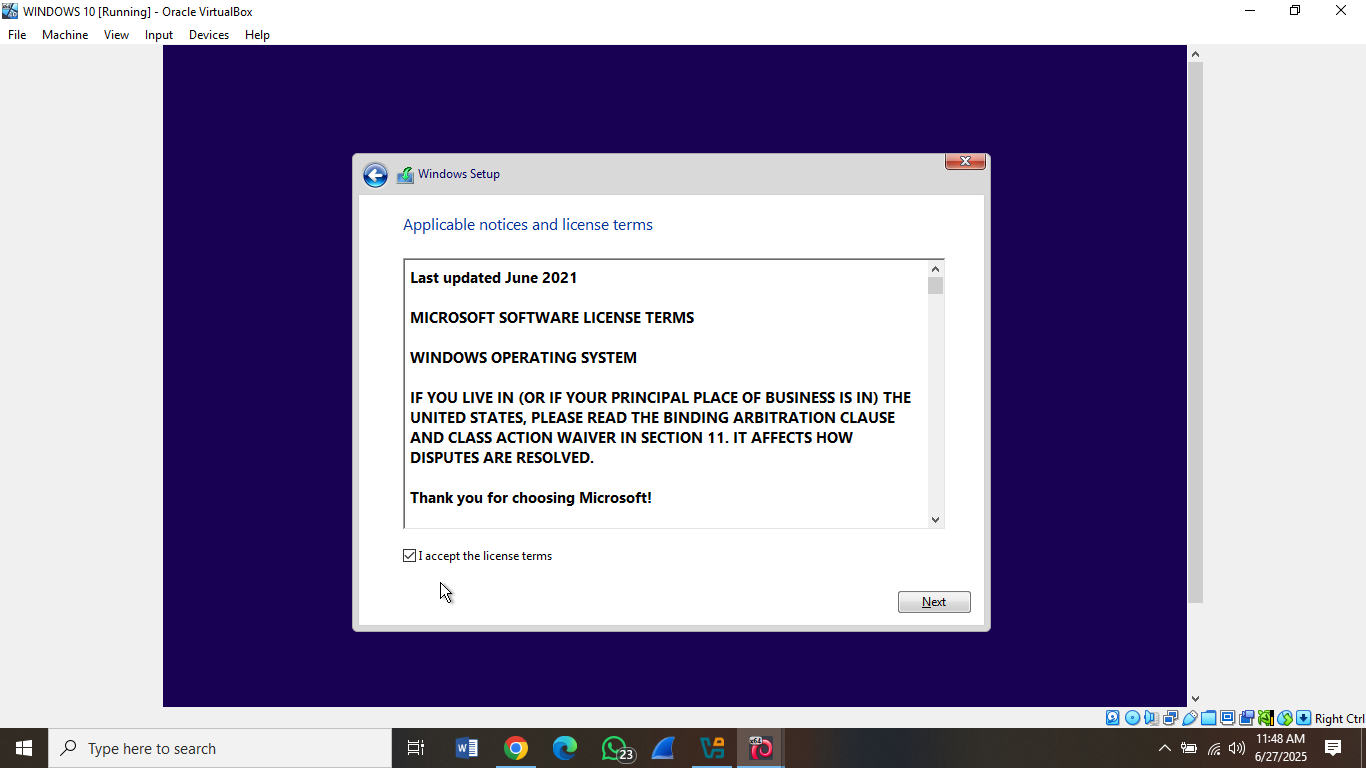 WINDOWS 10 [Running] - Oracle VirtualBox
File Machine View Input Devices Help
Windows Setup
Applicable notices and license terms
Last updated June 2021
MICROSOFT SOFTWARE LICENSE TERMS
WINDOWS OPERATING SYSTEM
IF YOU LIVE IN (OR IF YOUR PRINCIPAL PLACE OF BUSINESS IS IN) THE
UNITED STATES, PLEASE READ THE BINDING ARBITRATION CLAUSE
AND CLASS ACTION WAIVER IN SECTION 11. IT AFFECTS HOW
DISPUTES ARE RESOLVED.
Thank you for choosing Microsoft!
I accept the license terms
Next
Right Ctrl
Type here to search
23
11:48 AM
6/27/2025